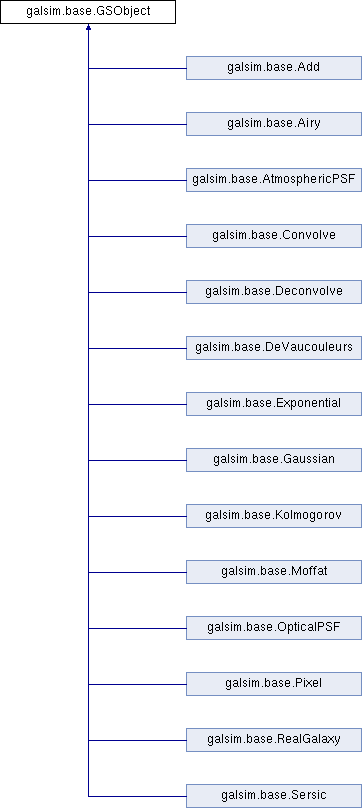 galsim.base.GSObject
galsim.base.Add
galsim.base.Airy
galsim.base.AtmosphericPSF
galsim.base.Convolve
galsim.base.Deconvolve
galsim.base.DeVaucouleurs
galsim.base.Exponential
galsim.base.Gaussian
galsim.base.Kolmogorov
galsim.base.Moffat
galsim.base.OpticalPSF
galsim.base.Pixel
galsim.base.RealGalaxy
galsim.base.Sersic